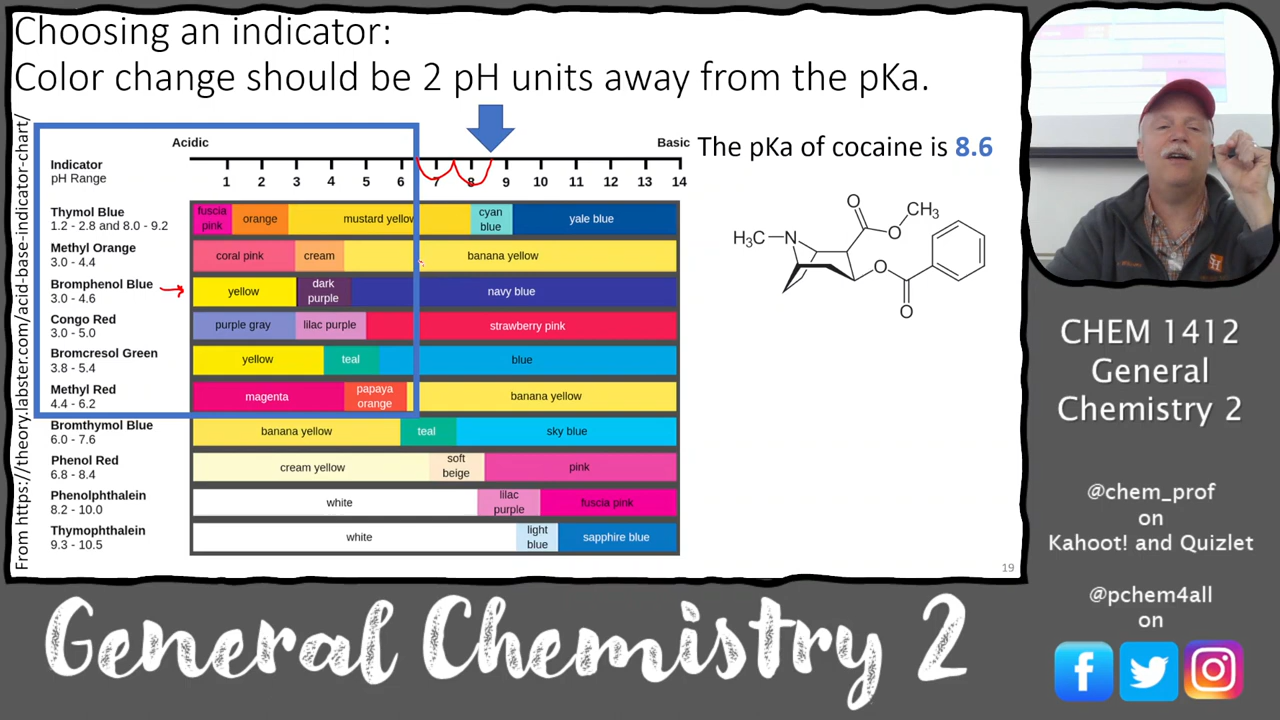 Choosing an indicator:
Color change should be 2 pH units away from the pKa.
From https://theory.labster.com/acid-base-indicator-chart/
Acidic
Basic
Indicator
pH Range
1 2 3 4 5 6 7 8 9 10 11 12 13 14
Thymol Blue
1.2 - 2.8 and 8.0 - 9.2
fuscia
pink
orange
mustard yellow
cyan
blue
yale blue
Methyl Orange
3.0 - 4.4
coral pink
cream
banana yellow
Bromphenol Blue
3.0 - 4.6
yellow
dark
purple
navy blue
Congo Red
3.0 - 5.0
purple gray
lilac purple
strawberry pink
Bromcresol Green
3.8 - 5.4
yellow
teal
blue
Methyl Red
4.4 - 6.2
magenta
papaya
orange
banana yellow
Bromthymol Blue
6.0 - 7.6
banana yellow
teal
sky blue
Phenol Red
6.8 - 8.4
cream yellow
soft
beige
pink
Phenolphthalein
8.2 - 10.0
white
lilac
purple
fuscia pink
Thymophthalein
9.3 - 10.5
white
light
blue
sapphire blue
The pKa of cocaine is 8.6
H₃C
N
O
O
CH₃
O
O
19
CHEM 1412
General
Chemistry 2
@chem_prof
on
Kahoot! and Quizlet
@pchem4all
on
General Chemistry 2